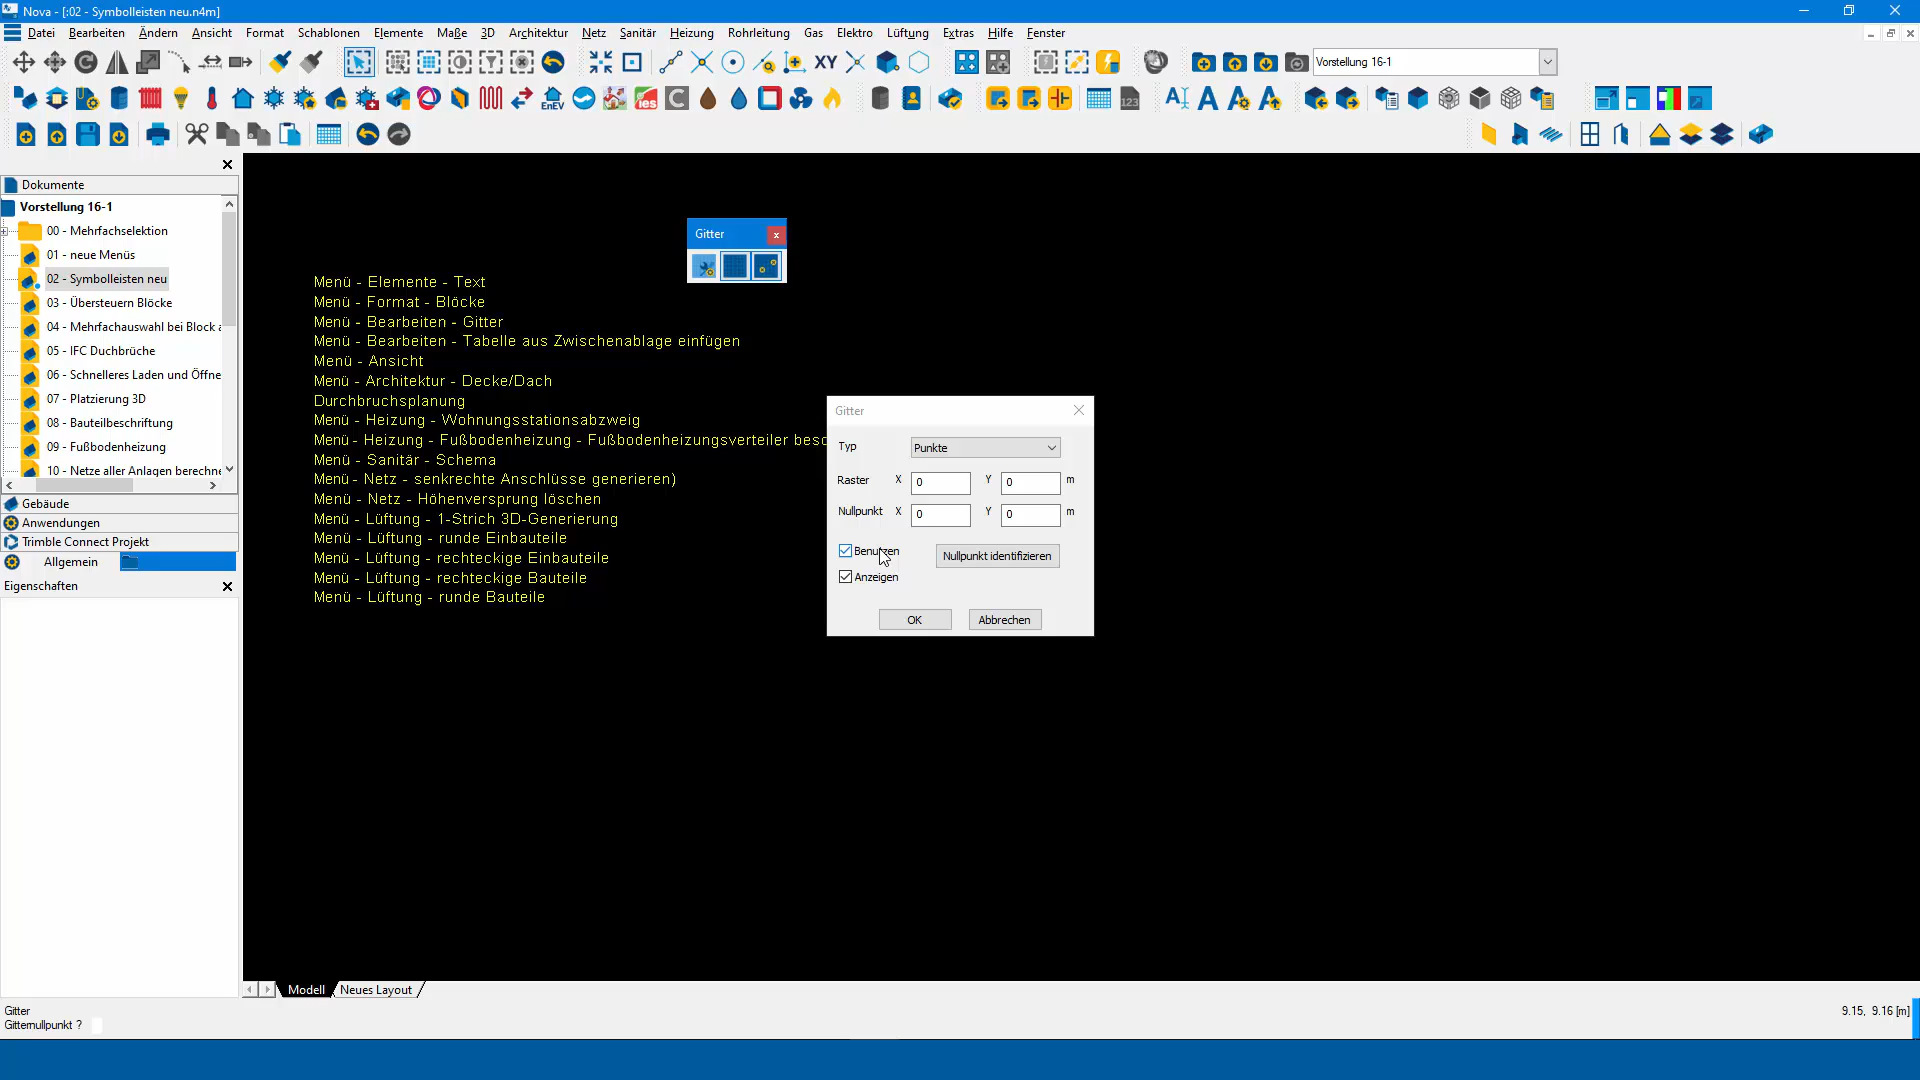 Nova - [:02 - Symbolleisten neu.n4m]
Datei Bearbeiten Ändern Ansicht Format Schablonen Elemente Maße 3D Architektur Netz Sanitär Heizung Rohrleitung Gas Elektro Lüftung Extras Hilfe Fenster
XY
Vorstellung 16-1
EnEV
ies
123
Dokumente
Vorstellung 16-1
00 - Mehrfachselektion
01 - neue Menüs
02 - Symbolleisten neu
03 - Übersteuern Blöcke
04 - Mehrfachauswahl bei Block a
05 - IFC Duchbrüche
06 - Schnelleres Laden und Öffne
07 - Platzierung 3D
08 - Bauteilbeschriftung
09 - Fußbodenheizung
10 - Netze aller Anlagen berechne
Gebäude
Anwendungen
Trimble Connect Projekt
Allgemein
Eigenschaften
Gitter
Menü - Elemente - Text
Menü - Format - Blöcke
Menü - Bearbeiten - Gitter
Menü - Bearbeiten - Tabelle aus Zwischenablage einfügen
Menü - Ansicht
Menü - Architektur - Decke/Dach
Durchbruchsplanung
Menü - Heizung - Wohnungsstationsabzweig
Menü - Heizung - Fußbodenheizung - Fußbodenheizungsverteiler besc
Menü - Sanitär - Schema
Menü- Netz - senkrechte Anschlüsse generieren)
Menü - Netz - Höhenversprung löschen
Menü - Lüftung - 1-Strich 3D-Generierung
Menü - Lüftung - runde Einbauteile
Menü - Lüftung - rechteckige Einbauteile
Menü - Lüftung - rechteckige Bauteile
Menü - Lüftung - runde Bauteile
Gitter
Typ Punkte
Raster X 0 Y 0 m
Nullpunkt X 0 Y 0 m
Benutzen Nullpunkt identifizieren
Anzeigen
OK Abbrechen
Modell Neues Layout
Gitter
Gitternullpunkt ?
9.15, 9.16 [m]